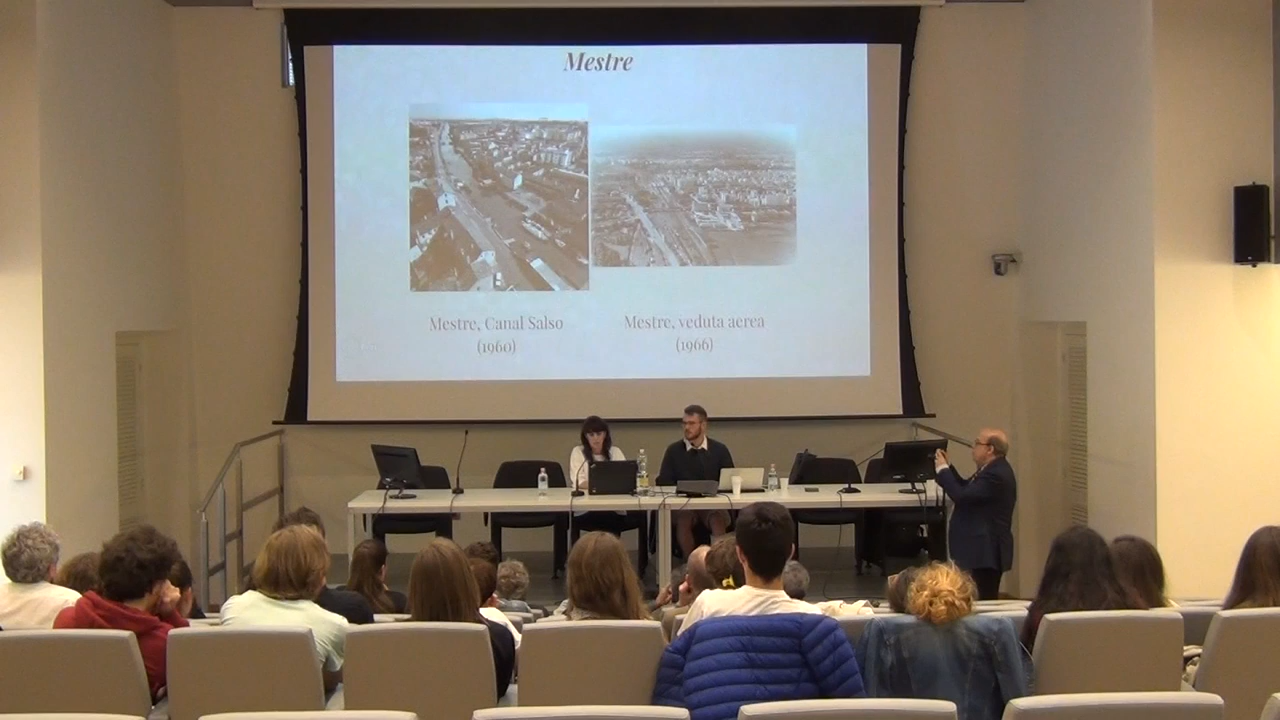 Mestre
Mestre, Canal Salso
(1960)
Mestre, veduta aerea
(1966)